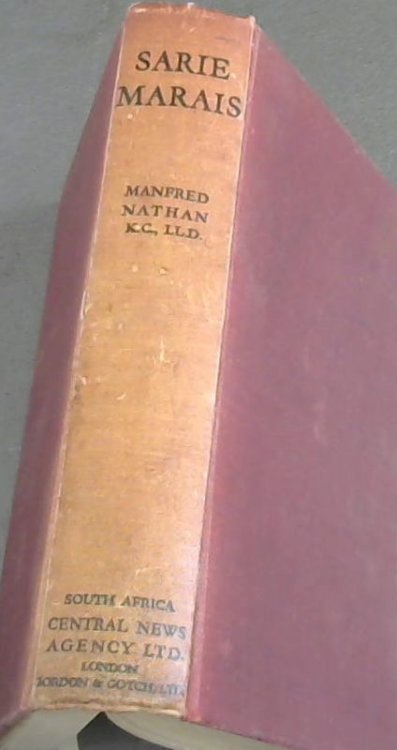 SARIE
MARAIS
MANFRED
NATHAN
K.C., LL.D.
SOUTH AFRICA
CENTRAL NEWS
AGENCY LTD.
LONDON
GORDON & GOTCH, LTD.